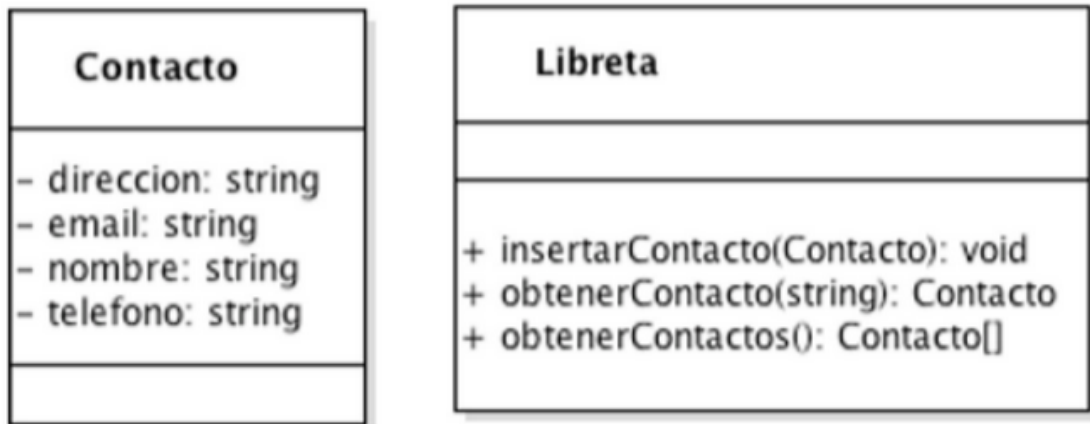 Contacto
- direccion: string
- email: string
- nombre: string
- telefono: string
Libreta
+ insertarContacto(Contacto): void
+ obtenerContacto(string): Contacto
+ obtenerContactos(): Contacto[]